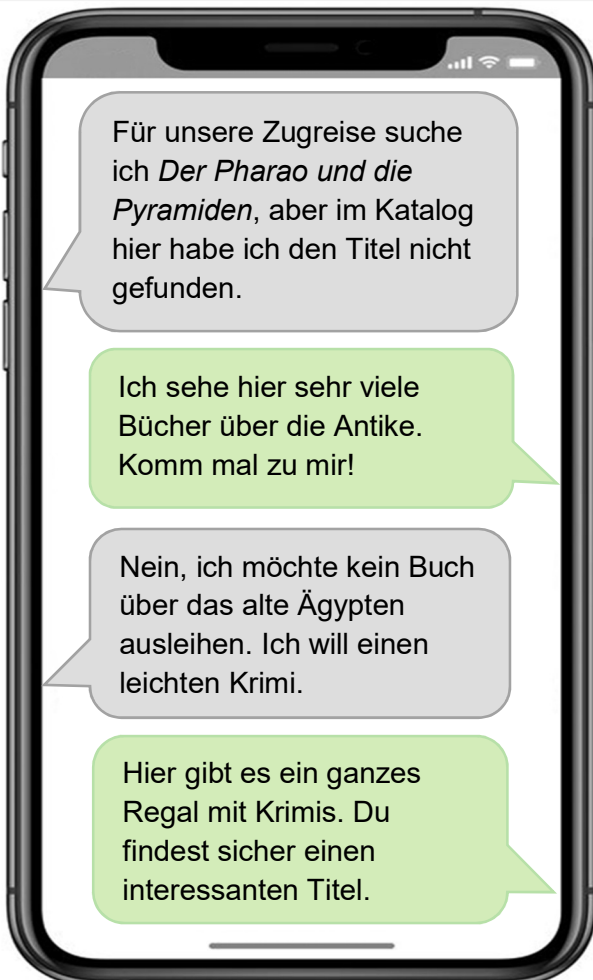 Für unsere Zugreise suche
ich Der Pharao und die
Pyramiden, aber im Katalog
hier habe ich den Titel nicht
gefunden.
Ich sehe hier sehr viele
Bücher über die Antike.
Komm mal zu mir!
Nein, ich möchte kein Buch
über das alte Ägypten
ausleihen. Ich will einen
leichten Krimi.
Hier gibt es ein ganzes
Regal mit Krimis. Du
findest sicher einen
interessanten Titel.